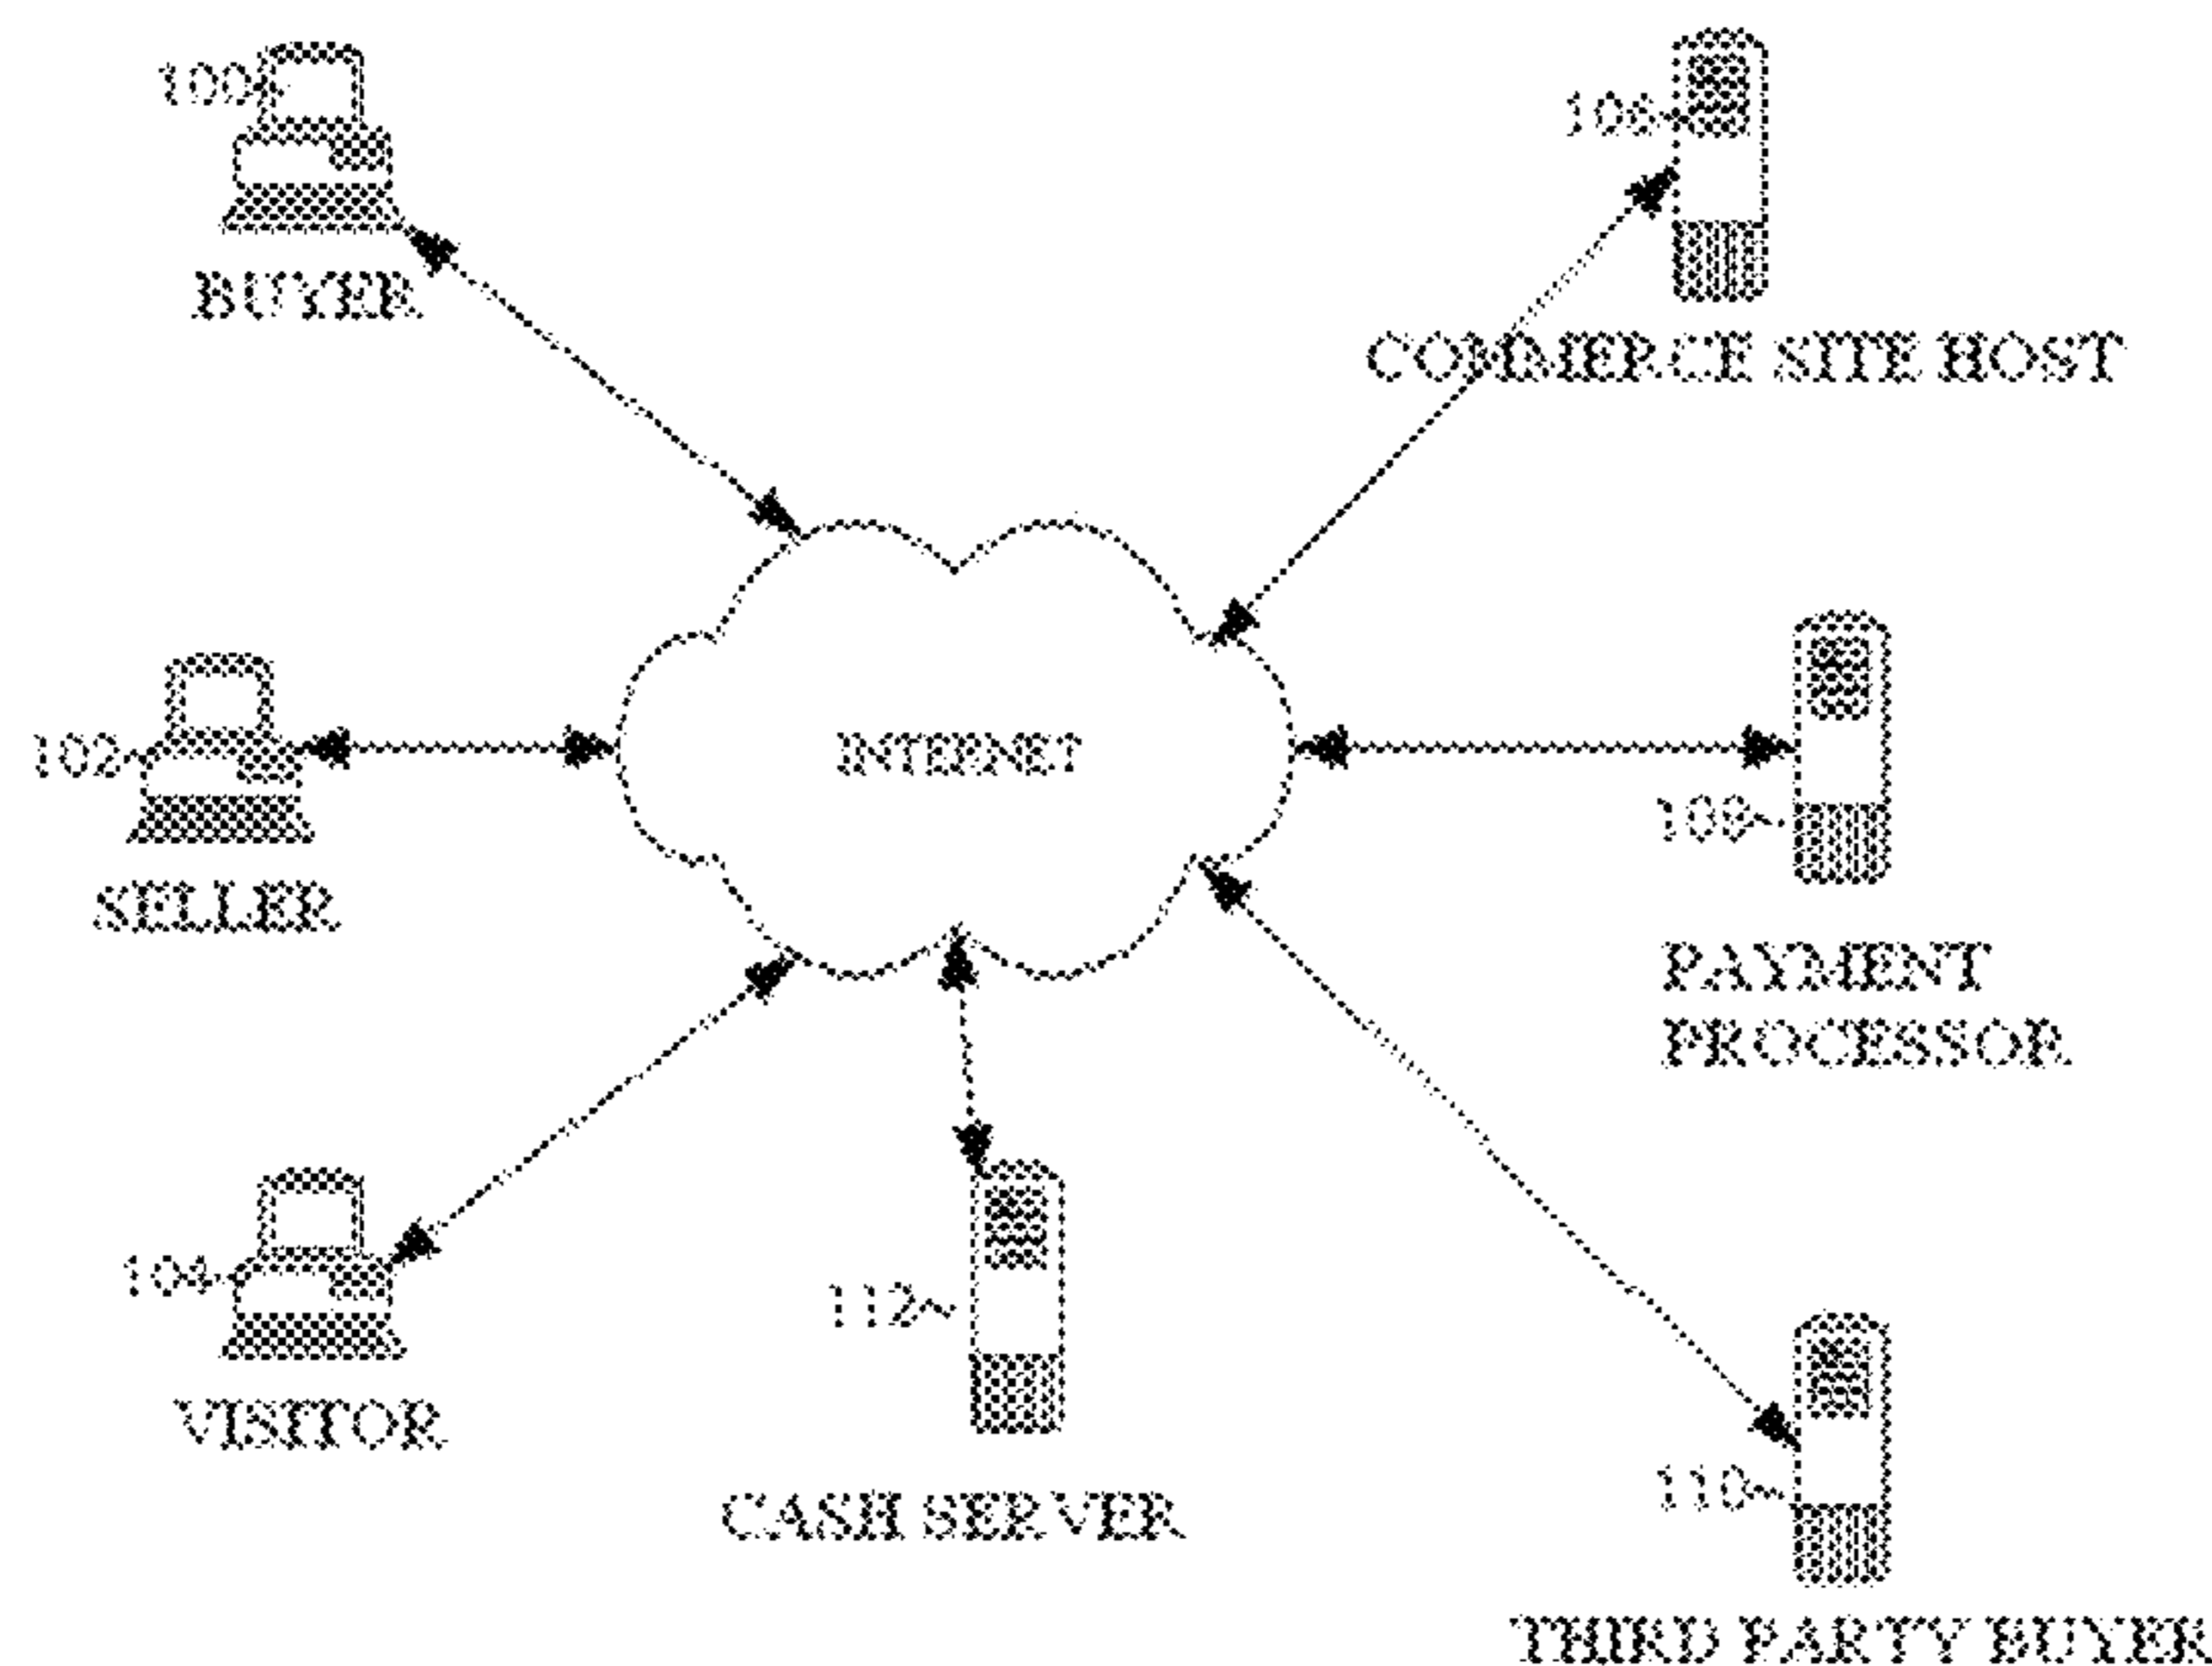 100
BUYER
106
COMMERCE SITE HOST
102
SELLER
INTERNET
108
PAYMENT
PROCESSOR
104
VISITOR
112
CASH SERVER
110
THIRD PARTY BUYER